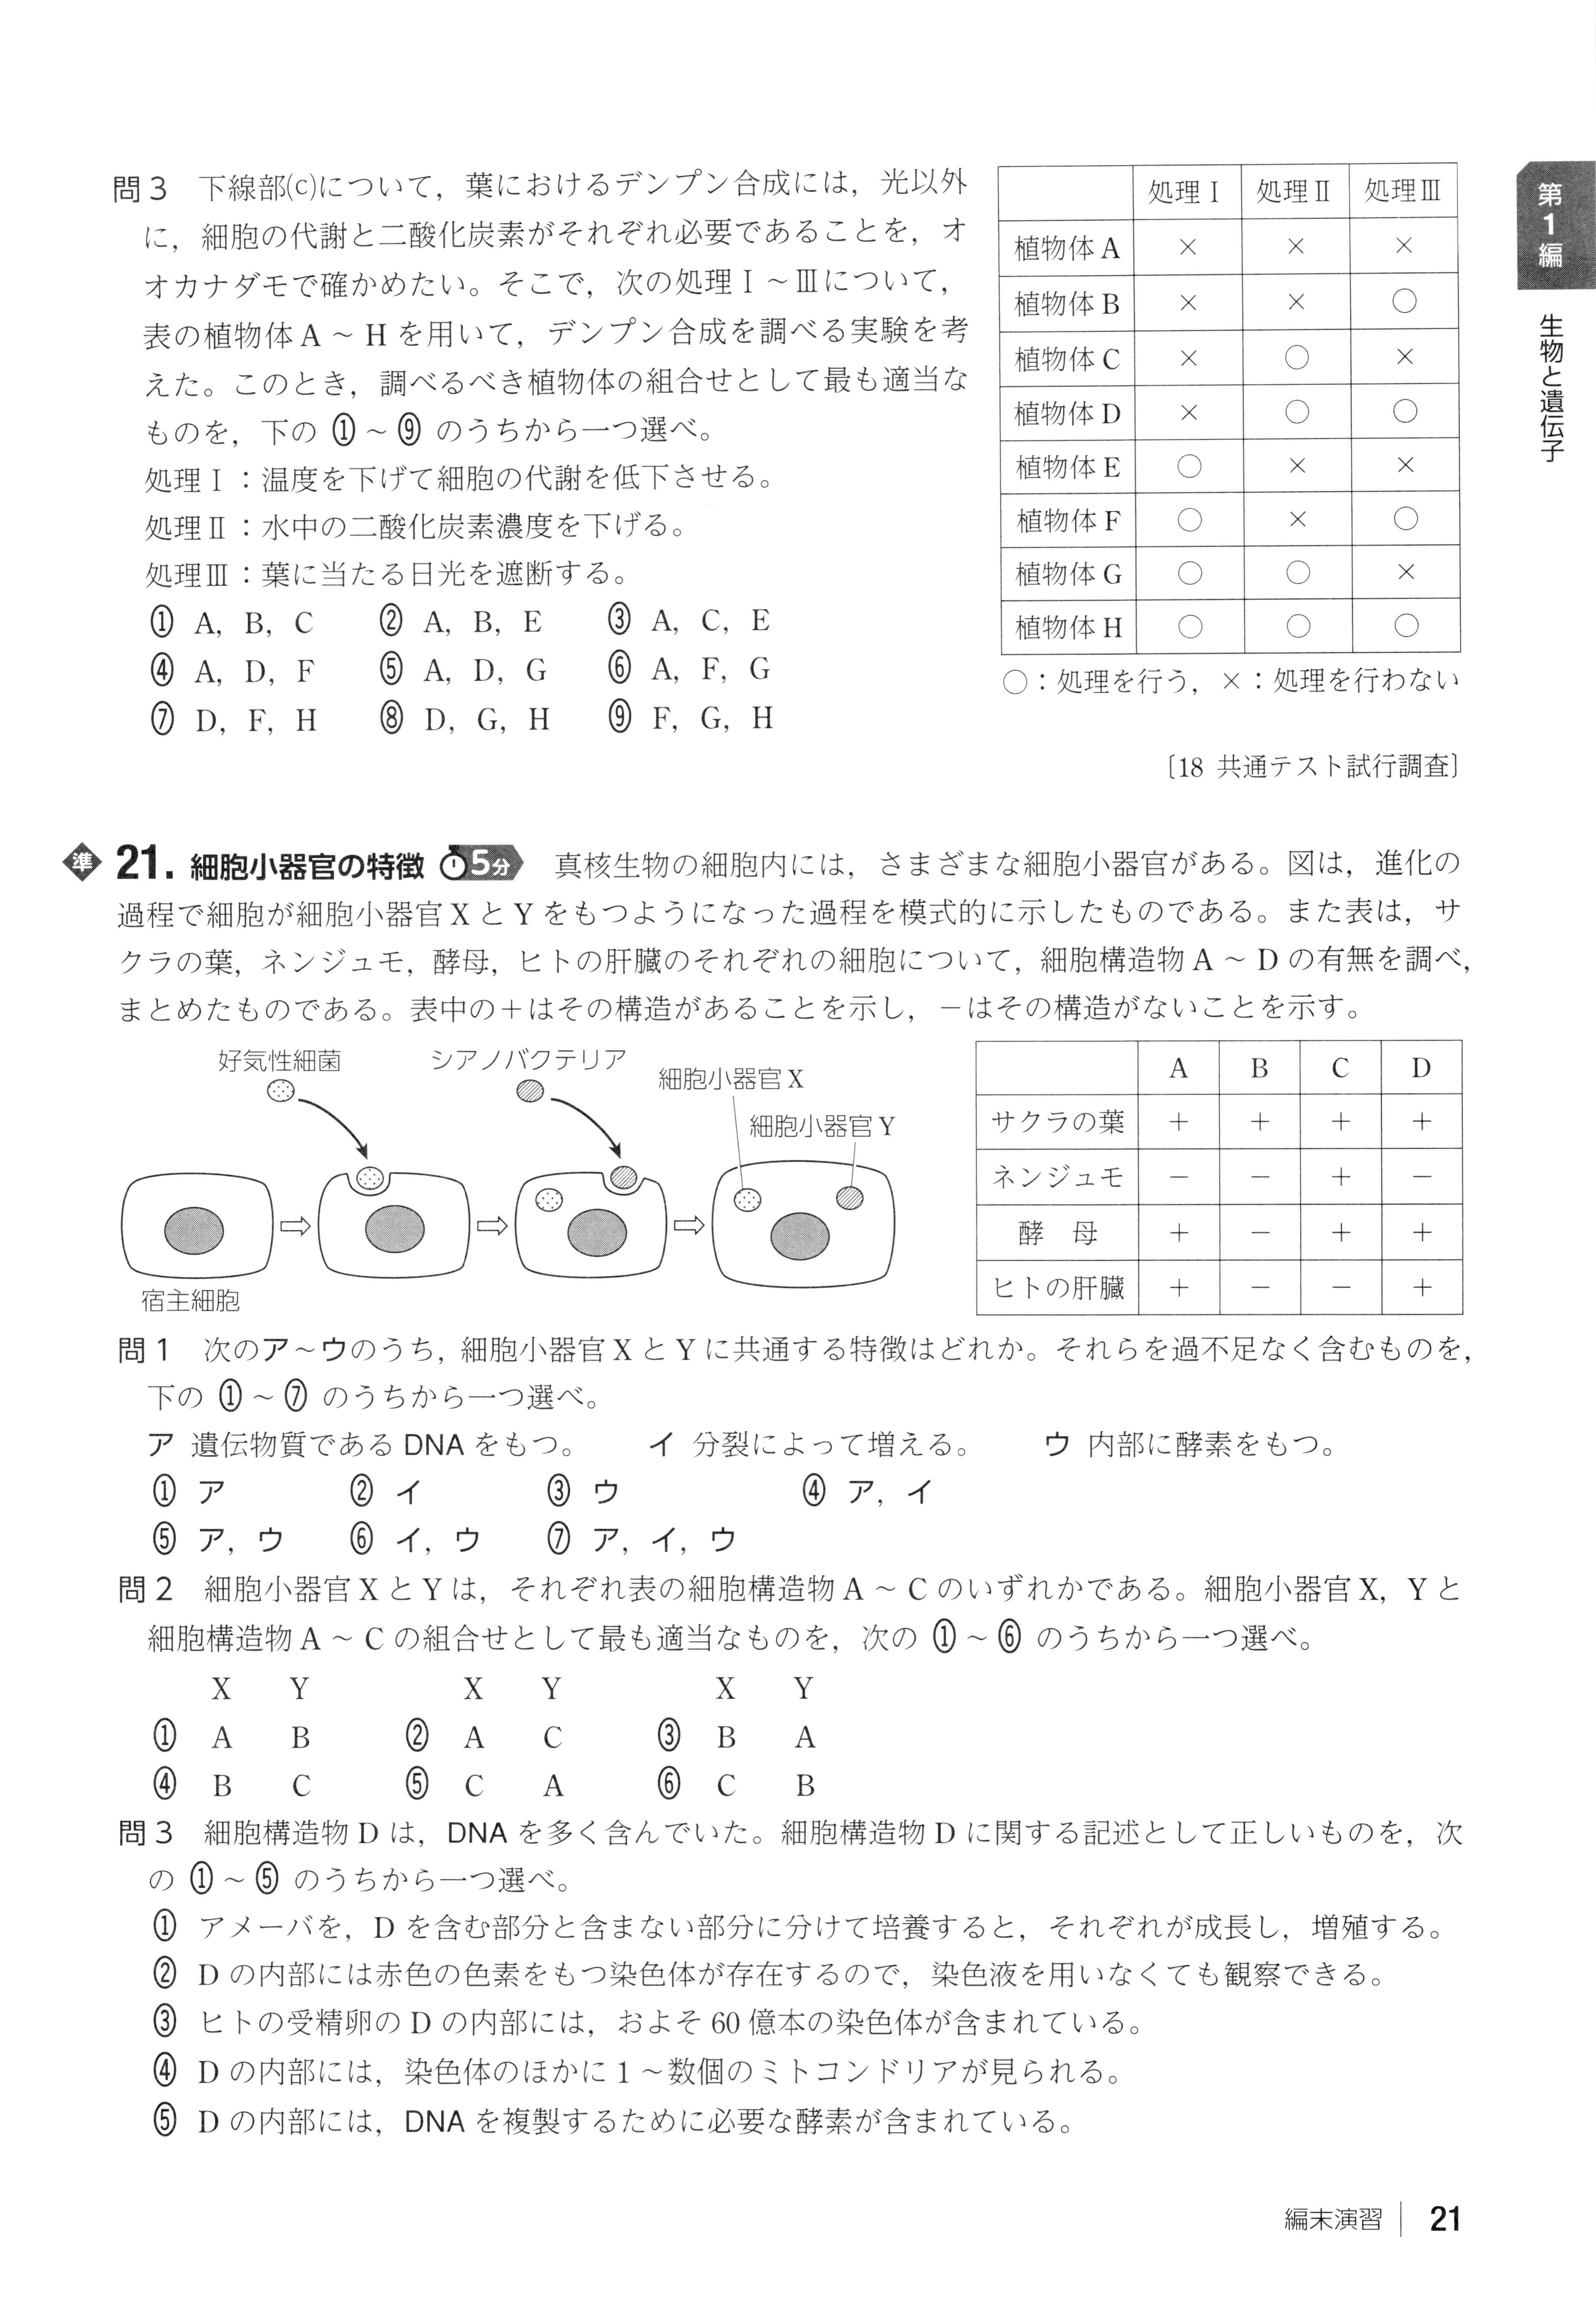 問3 下線部(c)について，葉におけるデンプン合成には，光以外
に，細胞の代謝と二酸化炭素がそれぞれ必要であることを，オ
オカナダモで確かめたい。そこで，次の処理Ⅰ～Ⅲについて，
表の植物体A～Hを用いて，デンプン合成を調べる実験を考
えた。このとき，調べるべき植物体の組合せとして最も適当な
ものを，下の①～⑨のうちから一つ選べ。
処理Ⅰ：温度を下げて細胞の代謝を低下させる。
処理Ⅱ：水中の二酸化炭素濃度を下げる。
処理Ⅲ：葉に当たる日光を遮断する。
① A，B，C ② A，B，E ③ A，C，E
④ A，D，F ⑤ A，D，G ⑥ A，F，G
⑦ D，F，H ⑧ D，G，H ⑨ F，G，H
処理Ⅰ 処理Ⅱ 処理Ⅲ
植物体A × × ×
植物体B × × ○
植物体C × ○ ×
植物体D × ○ ○
植物体E ○ × ×
植物体F ○ × ○
植物体G ○ ○ ×
植物体H ○ ○ ○
○：処理を行う，×：処理を行わない
〔18 共通テスト試行調査〕
第1編
生物と遺伝子
準 21. 細胞小器官の特徴 5分 真核生物の細胞内には，さまざまな細胞小器官がある。図は，進化の
過程で細胞が細胞小器官XとYをもつようになった過程を模式的に示したものである。また表は，サ
クラの葉，ネンジュモ，酵母，ヒトの肝臓のそれぞれの細胞について，細胞構造物A～Dの有無を調べ，
まとめたものである。表中の＋はその構造があることを示し，－はその構造がないことを示す。
好気性細菌
シアノバクテリア
細胞小器官X
細胞小器官Y
宿主細胞
A B C D
サクラの葉 ＋ ＋ ＋ ＋
ネンジュモ － － ＋ －
酵 母 ＋ － ＋ ＋
ヒトの肝臓 ＋ － － ＋
問1 次のア～ウのうち，細胞小器官XとYに共通する特徴はどれか。それらを過不足なく含むものを，
下の①～⑦のうちから一つ選べ。
ア 遺伝物質であるDNAをもつ。 イ 分裂によって増える。 ウ 内部に酵素をもつ。
① ア ② イ ③ ウ ④ ア，イ
⑤ ア，ウ ⑥ イ，ウ ⑦ ア，イ，ウ
問2 細胞小器官XとYは，それぞれ表の細胞構造物A～Cのいずれかである。細胞小器官X，Yと
細胞構造物A～Cの組合せとして最も適当なものを，次の①～⑥のうちから一つ選べ。
X Y X Y X Y
① A B ② A C ③ B A
④ B C ⑤ C A ⑥ C B
問3 細胞構造物Dは，DNAを多く含んでいた。細胞構造物Dに関する記述として正しいものを，次
の①～⑤のうちから一つ選べ。
① アメーバを，Dを含む部分と含まない部分に分けて培養すると，それぞれが成長し，増殖する。
② Dの内部には赤色の色素をもつ染色体が存在するので，染色液を用いなくても観察できる。
③ ヒトの受精卵のDの内部には，およそ60億本の染色体が含まれている。
④ Dの内部には，染色体のほかに1～数個のミトコンドリアが見られる。
⑤ Dの内部には，DNAを複製するために必要な酵素が含まれている。
編末演習 21